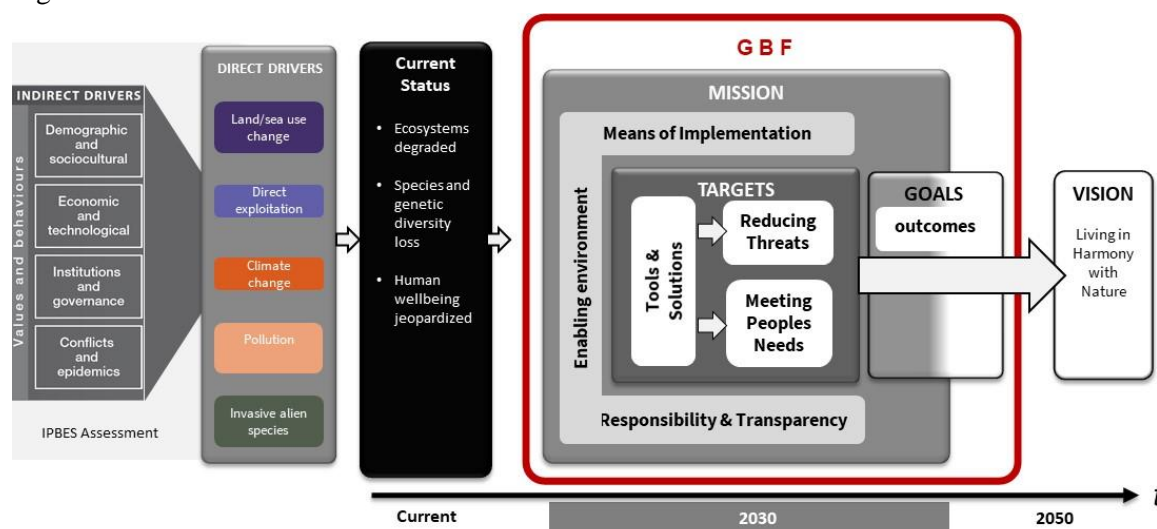 INDIRECT DRIVERS
Values and behaviours
Demographic
and
sociocultural
Economic
and
technological
Institutions
and
governance
Conflicts
and
epidemics
IPBES Assessment
DIRECT DRIVERS
Land/sea use
change
Direct
exploitation
Climate
change
Pollution
Invasive alien
species
Current
Status
• Ecosystems
degraded
• Species and
genetic
diversity
loss
• Human
wellbeing
jeopardized
GBF
MISSION
Means of Implementation
Enabling environment
TARGETS
Tools &
Solutions
Reducing
Threats
Meeting
Peoples
Needs
Responsibility & Transparency
GOALS
outcomes
VISION
Living in
Harmony
with
Nature
Current
2030
2050